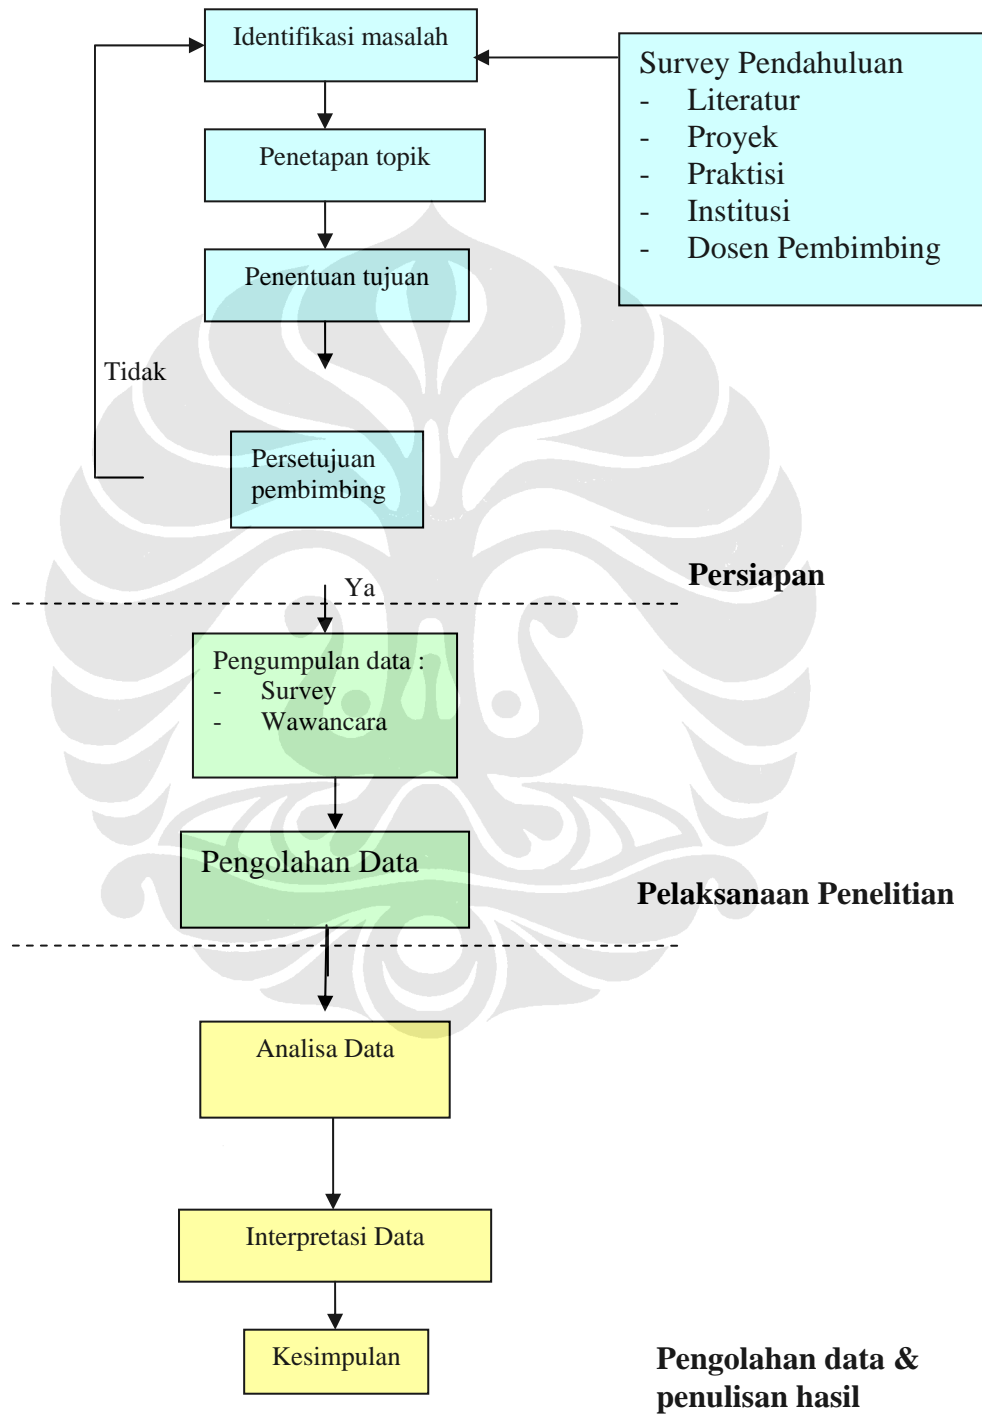 Identifikasi masalah
Survey Pendahuluan
- Literatur
- Proyek
- Praktisi
- Institusi
- Dosen Pembimbing
Penetapan topik
Penentuan tujuan
Tidak
Persetujuan
pembimbing
Persiapan
Ya
Pengumpulan data :
- Survey
- Wawancara
Pengolahan Data
Pelaksanaan Penelitian
Analisa Data
Interpretasi Data
Kesimpulan
Pengolahan data &
penulisan hasil